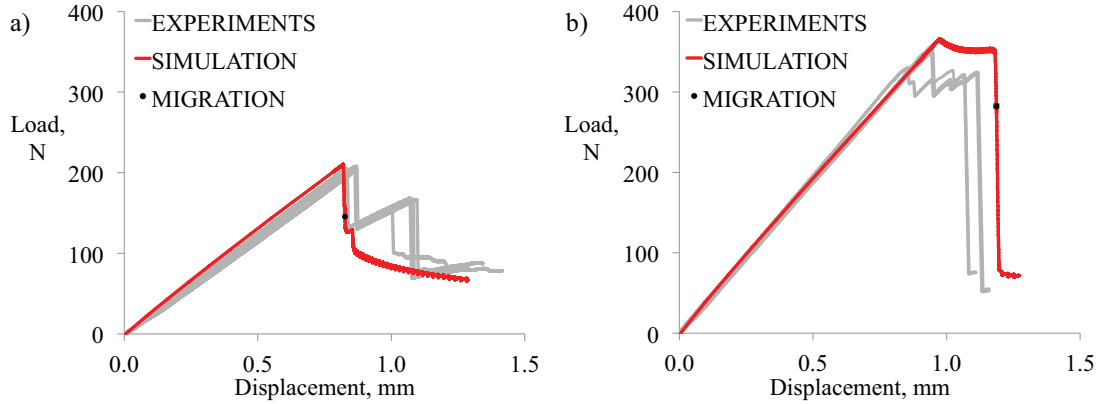 a)
400
EXPERIMENTS
SIMULATION
300
MIGRATION
Load,
N
200
100
0
0.0 0.5 1.0 1.5
Displacement, mm
b)
400
EXPERIMENTS
SIMULATION
300
MIGRATION
Load,
N
200
100
0
0.0 0.5 1.0 1.5
Displacement, mm